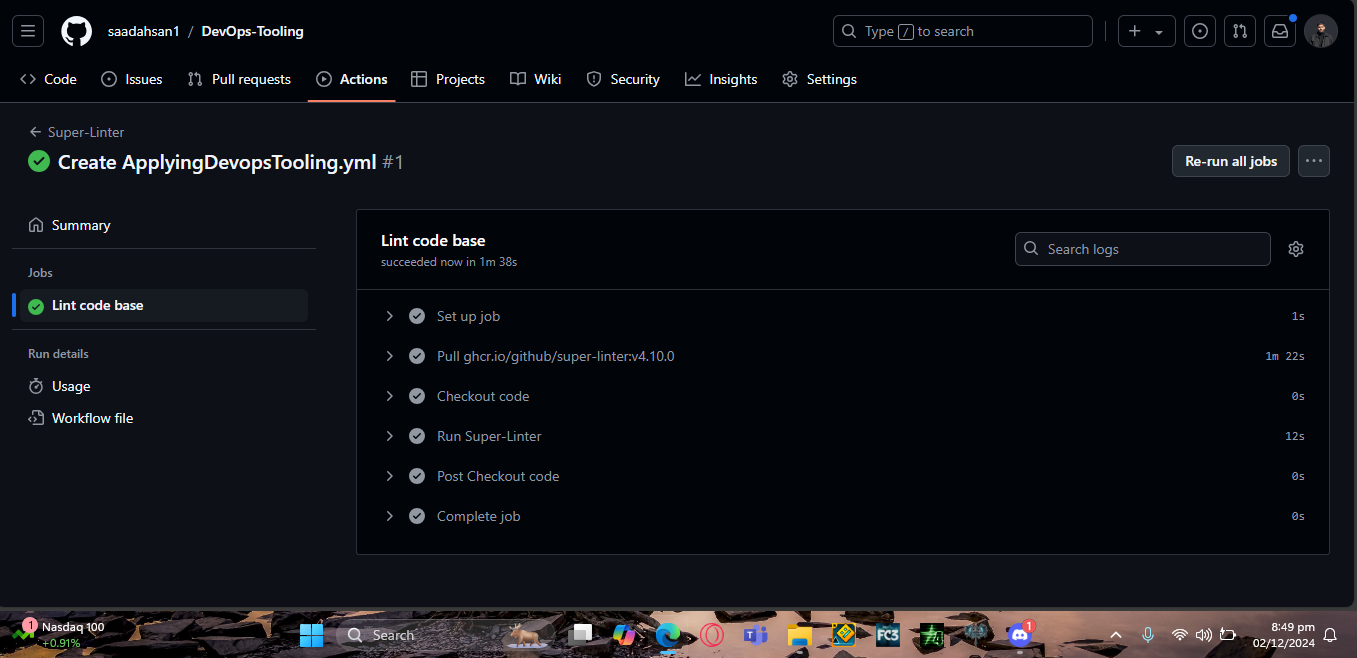 saadahsan1 / DevOps-Tooling
Type / to search
Code
Issues
Pull requests
Actions
Projects
Wiki
Security
Insights
Settings
Super-Linter
Create ApplyingDevopsTooling.yml #1
Re-run all jobs
Summary
Jobs
Lint code base
Run details
Usage
Workflow file
Lint code base
succeeded now in 1m 38s
Search logs
Set up job 1s
Pull ghcr.io/github/super-linter:v4.10.0 1m 22s
Checkout code 0s
Run Super-Linter 12s
Post Checkout code 0s
Complete job 0s
1
Nasdaq 100
+0.91%
Search
FC3
1
8:49 pm
02/12/2024